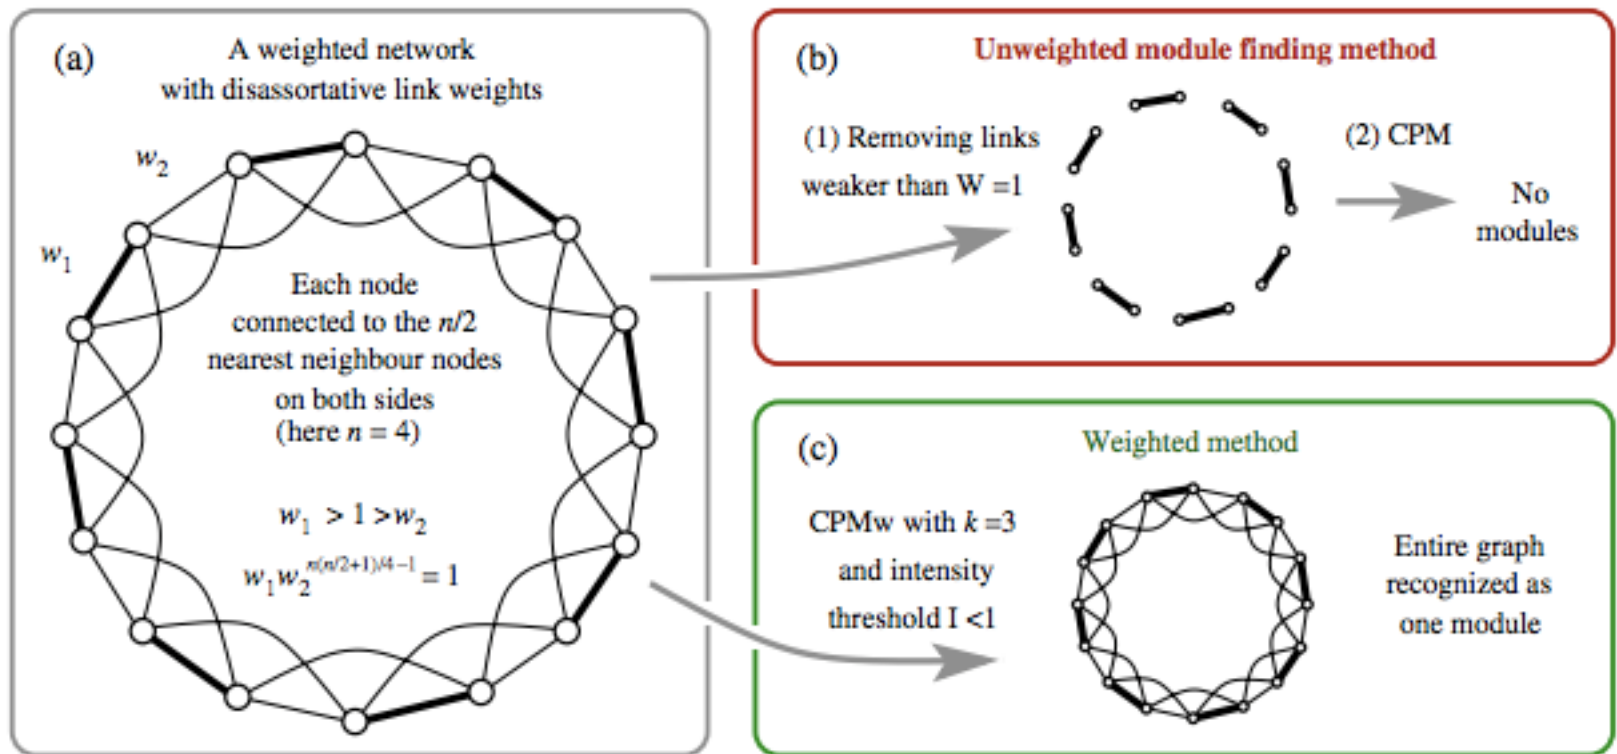 (a)
A weighted network
with disassortative link weights
w2
w1
Each node
connected to the n/2
nearest neighbour nodes
on both sides
(here n = 4)
w1 > 1 >w2
w1w2^n(n/2+1)/4−1 = 1
(b)
Unweighted module finding method
(1) Removing links
weaker than W =1
(2) CPM
No
modules
(c)
Weighted method
CPMw with k =3
and intensity
threshold I <1
Entire graph
recognized as
one module